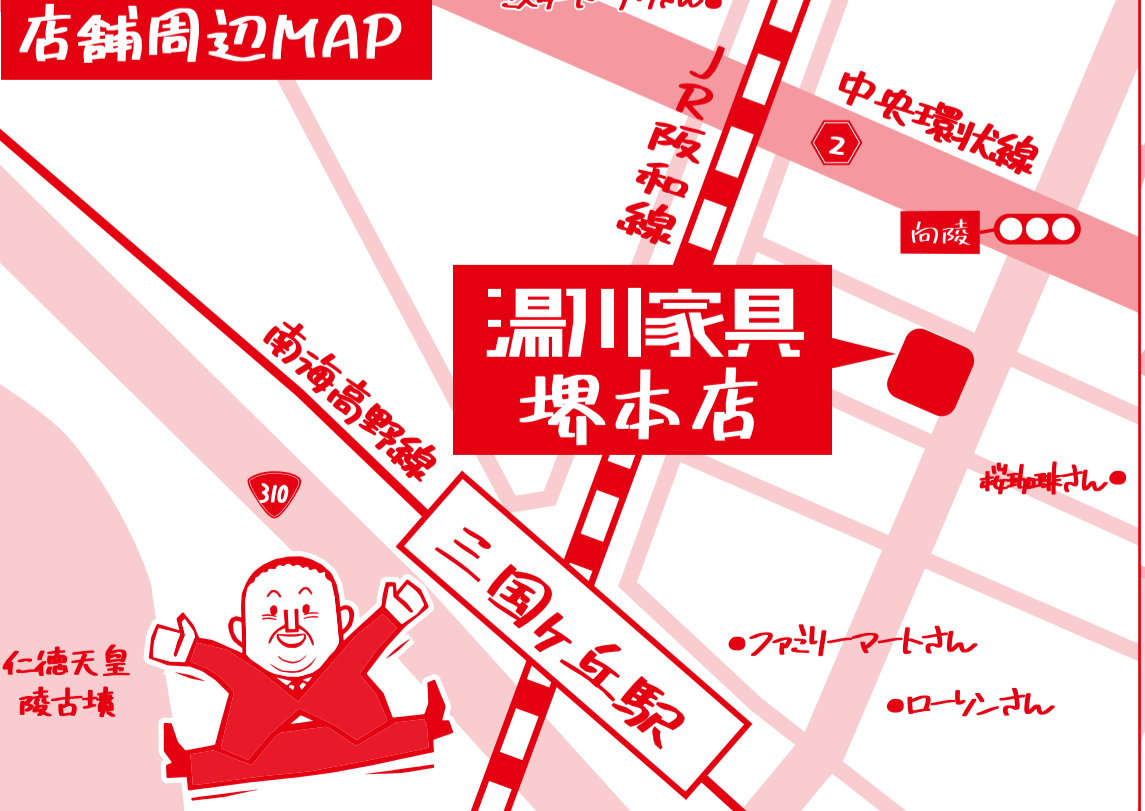 店舗周辺MAP
JR阪和線
中央環状線
2
向陵
湯川家具
堺本店
南海高野線
310
桜珈琲さん
三国ヶ丘駅
ファミリーマートさん
仁徳天皇
陵古墳
ローソンさん